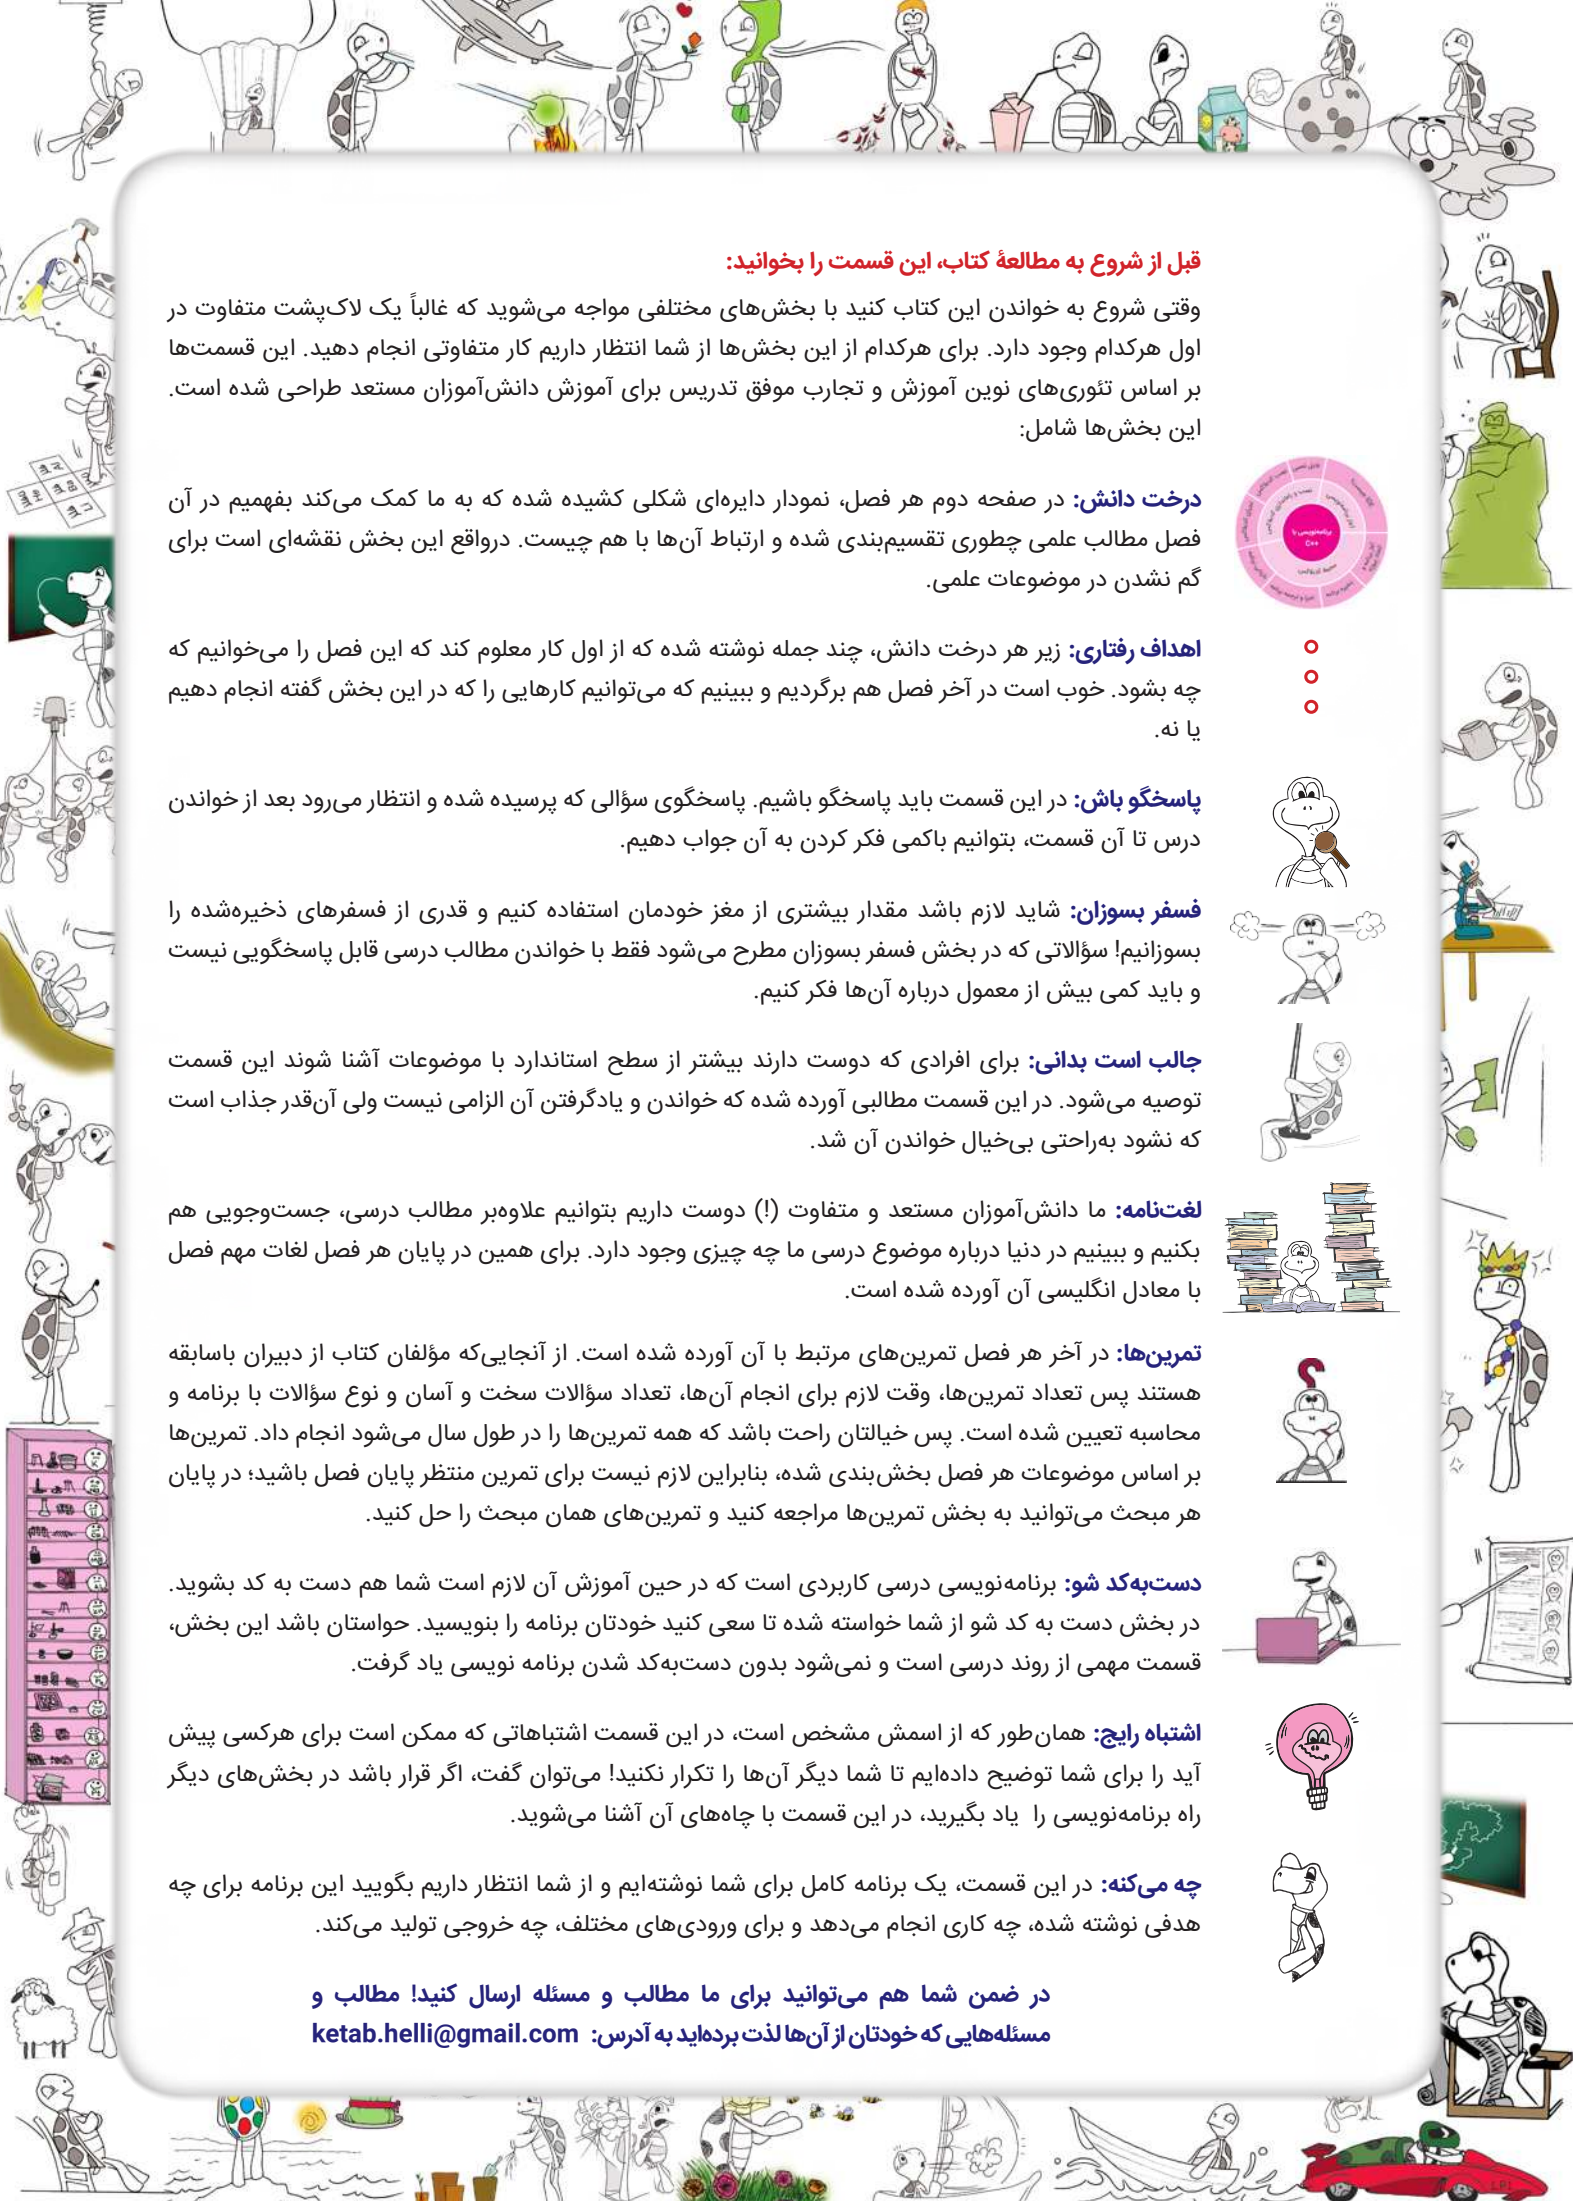 قبل از شروع به مطالعهٔ کتاب، این قسمت را بخوانید:
وقتی شروع به خواندن این کتاب کنید با بخش‌های مختلفی مواجه می‌شوید که غالباً یک لاک‌پشت متفاوت در
اول هرکدام وجود دارد. برای هرکدام از این بخش‌ها از شما انتظار داریم کار متفاوتی انجام دهید. این قسمت‌ها
بر اساس تئوری‌های نوین آموزش و تجارب موفق تدریس برای آموزش دانش‌آموزان مستعد طراحی شده است.
این بخش‌ها شامل:
درخت دانش: در صفحه دوم هر فصل، نمودار دایره‌ای شکلی کشیده شده که به ما کمک می‌کند بفهمیم در آن
فصل مطالب علمی چطوری تقسیم‌بندی شده و ارتباط آن‌ها با هم چیست. درواقع این بخش نقشه‌ای است برای
گم نشدن در موضوعات علمی.
برنامه‌نویسی با
C++
اهداف رفتاری: زیر هر درخت دانش، چند جمله نوشته شده که از اول کار معلوم کند که این فصل را می‌خوانیم که
چه بشود. خوب است در آخر فصل هم برگردیم و ببینیم که می‌توانیم کارهایی را که در این بخش گفته انجام دهیم
یا نه.
پاسخگو باش: در این قسمت باید پاسخگو باشیم. پاسخگوی سؤالی که پرسیده شده و انتظار می‌رود بعد از خواندن
درس تا آن قسمت، بتوانیم باکمی فکر کردن به آن جواب دهیم.
فسفر بسوزان: شاید لازم باشد مقدار بیشتری از مغز خودمان استفاده کنیم و قدری از فسفرهای ذخیره‌شده را
بسوزانیم! سؤالاتی که در بخش فسفر بسوزان مطرح می‌شود فقط با خواندن مطالب درسی قابل پاسخگویی نیست
و باید کمی بیش از معمول درباره آن‌ها فکر کنیم.
جالب است بدانی: برای افرادی که دوست دارند بیشتر از سطح استاندارد با موضوعات آشنا شوند این قسمت
توصیه می‌شود. در این قسمت مطالبی آورده شده که خواندن و یادگرفتن آن الزامی نیست ولی آن‌قدر جذاب است
که نشود به‌راحتی بی‌خیال خواندن آن شد.
لغت‌نامه: ما دانش‌آموزان مستعد و متفاوت (!) دوست داریم بتوانیم علاوه‌بر مطالب درسی، جست‌وجویی هم
بکنیم و ببینیم در دنیا درباره موضوع درسی ما چه چیزی وجود دارد. برای همین در پایان هر فصل لغات مهم فصل
با معادل انگلیسی آن آورده شده است.
تمرین‌ها: در آخر هر فصل تمرین‌های مرتبط با آن آورده شده است. از آنجایی‌که مؤلفان کتاب از دبیران باسابقه
هستند پس تعداد تمرین‌ها، وقت لازم برای انجام آن‌ها، تعداد سؤالات سخت و آسان و نوع سؤالات با برنامه و
محاسبه تعیین شده است. پس خیالتان راحت باشد که همه تمرین‌ها را در طول سال می‌شود انجام داد. تمرین‌ها
بر اساس موضوعات هر فصل بخش‌بندی شده، بنابراین لازم نیست برای تمرین منتظر پایان فصل باشید؛ در پایان
هر مبحث می‌توانید به بخش تمرین‌ها مراجعه کنید و تمرین‌های همان مبحث را حل کنید.
دست‌به‌کد شو: برنامه‌نویسی درسی کاربردی است که در حین آموزش آن لازم است شما هم دست به کد بشوید.
در بخش دست به کد شو از شما خواسته شده تا سعی کنید خودتان برنامه را بنویسید. حواستان باشد این بخش،
قسمت مهمی از روند درسی است و نمی‌شود بدون دست‌به‌کد شدن برنامه نویسی یاد گرفت.
اشتباه رایج: همان‌طور که از اسمش مشخص است، در این قسمت اشتباهاتی که ممکن است برای هرکسی پیش
آید را برای شما توضیح داده‌ایم تا شما دیگر آن‌ها را تکرار نکنید! می‌توان گفت، اگر قرار باشد در بخش‌های دیگر
راه برنامه‌نویسی را یاد بگیرید، در این قسمت با چاه‌های آن آشنا می‌شوید.
چه می‌کنه: در این قسمت، یک برنامه کامل برای شما نوشته‌ایم و از شما انتظار داریم بگویید این برنامه برای چه
هدفی نوشته شده، چه کاری انجام می‌دهد و برای ورودی‌های مختلف، چه خروجی تولید می‌کند.
در ضمن شما هم می‌توانید برای ما مطالب و مسئله ارسال کنید! مطالب و
مسئله‌هایی که خودتان از آن‌ها لذت برده‌اید به آدرس: ketab.helli@gmail.com